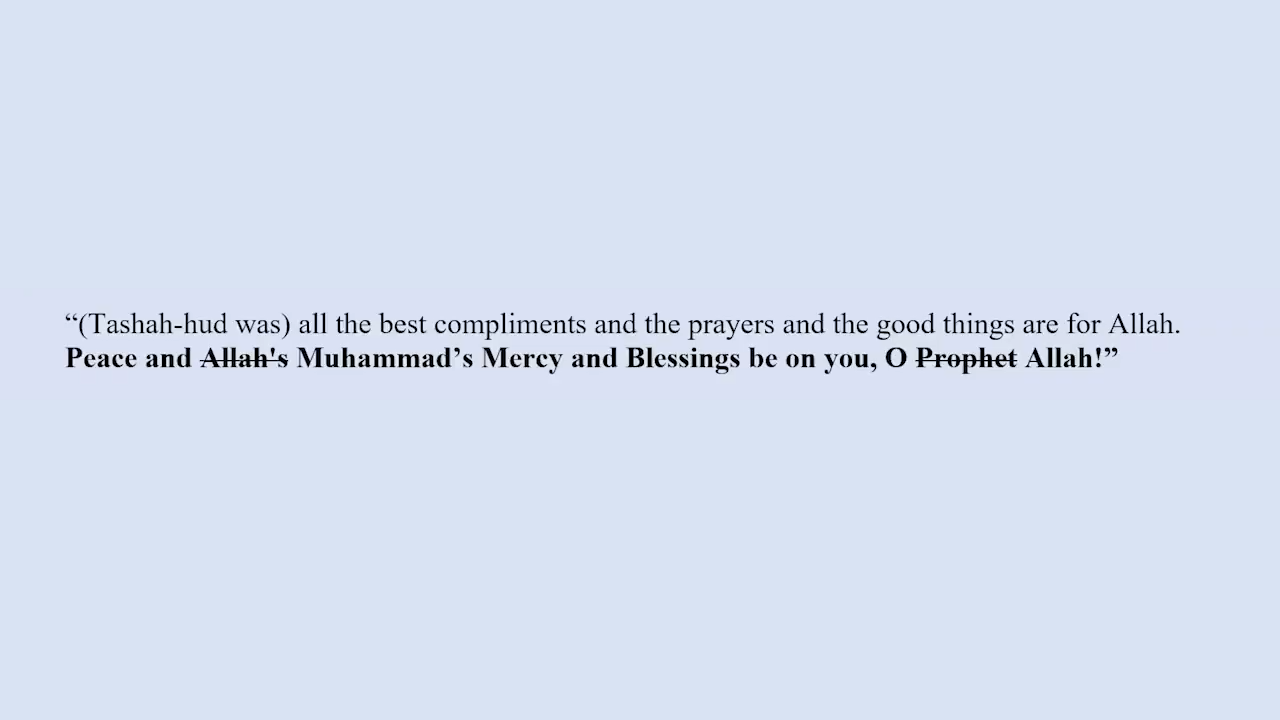 “(Tashah-hud was) all the best compliments and the prayers and the good things are for Allah.
Peace and Allah's Muhammad’s Mercy and Blessings be on you, O Prophet Allah!”